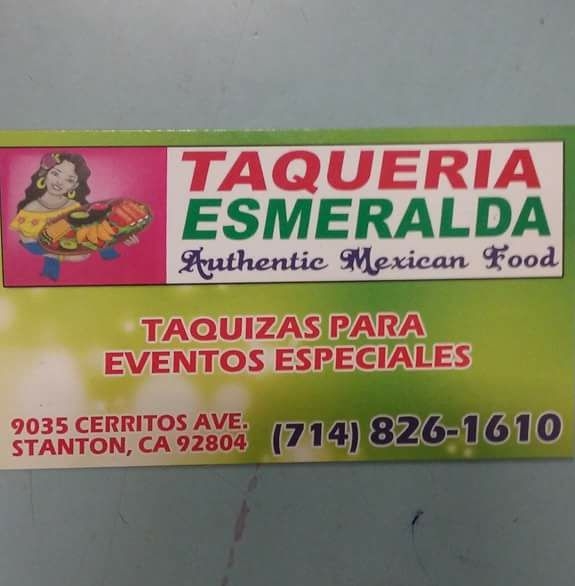 TAQUERIA
ESMERALDA
Authentic Mexican Food
TAQUIZAS PARA
EVENTOS ESPECIALES
9035 CERRITOS AVE.
STANTON, CA 92804
(714) 826-1610